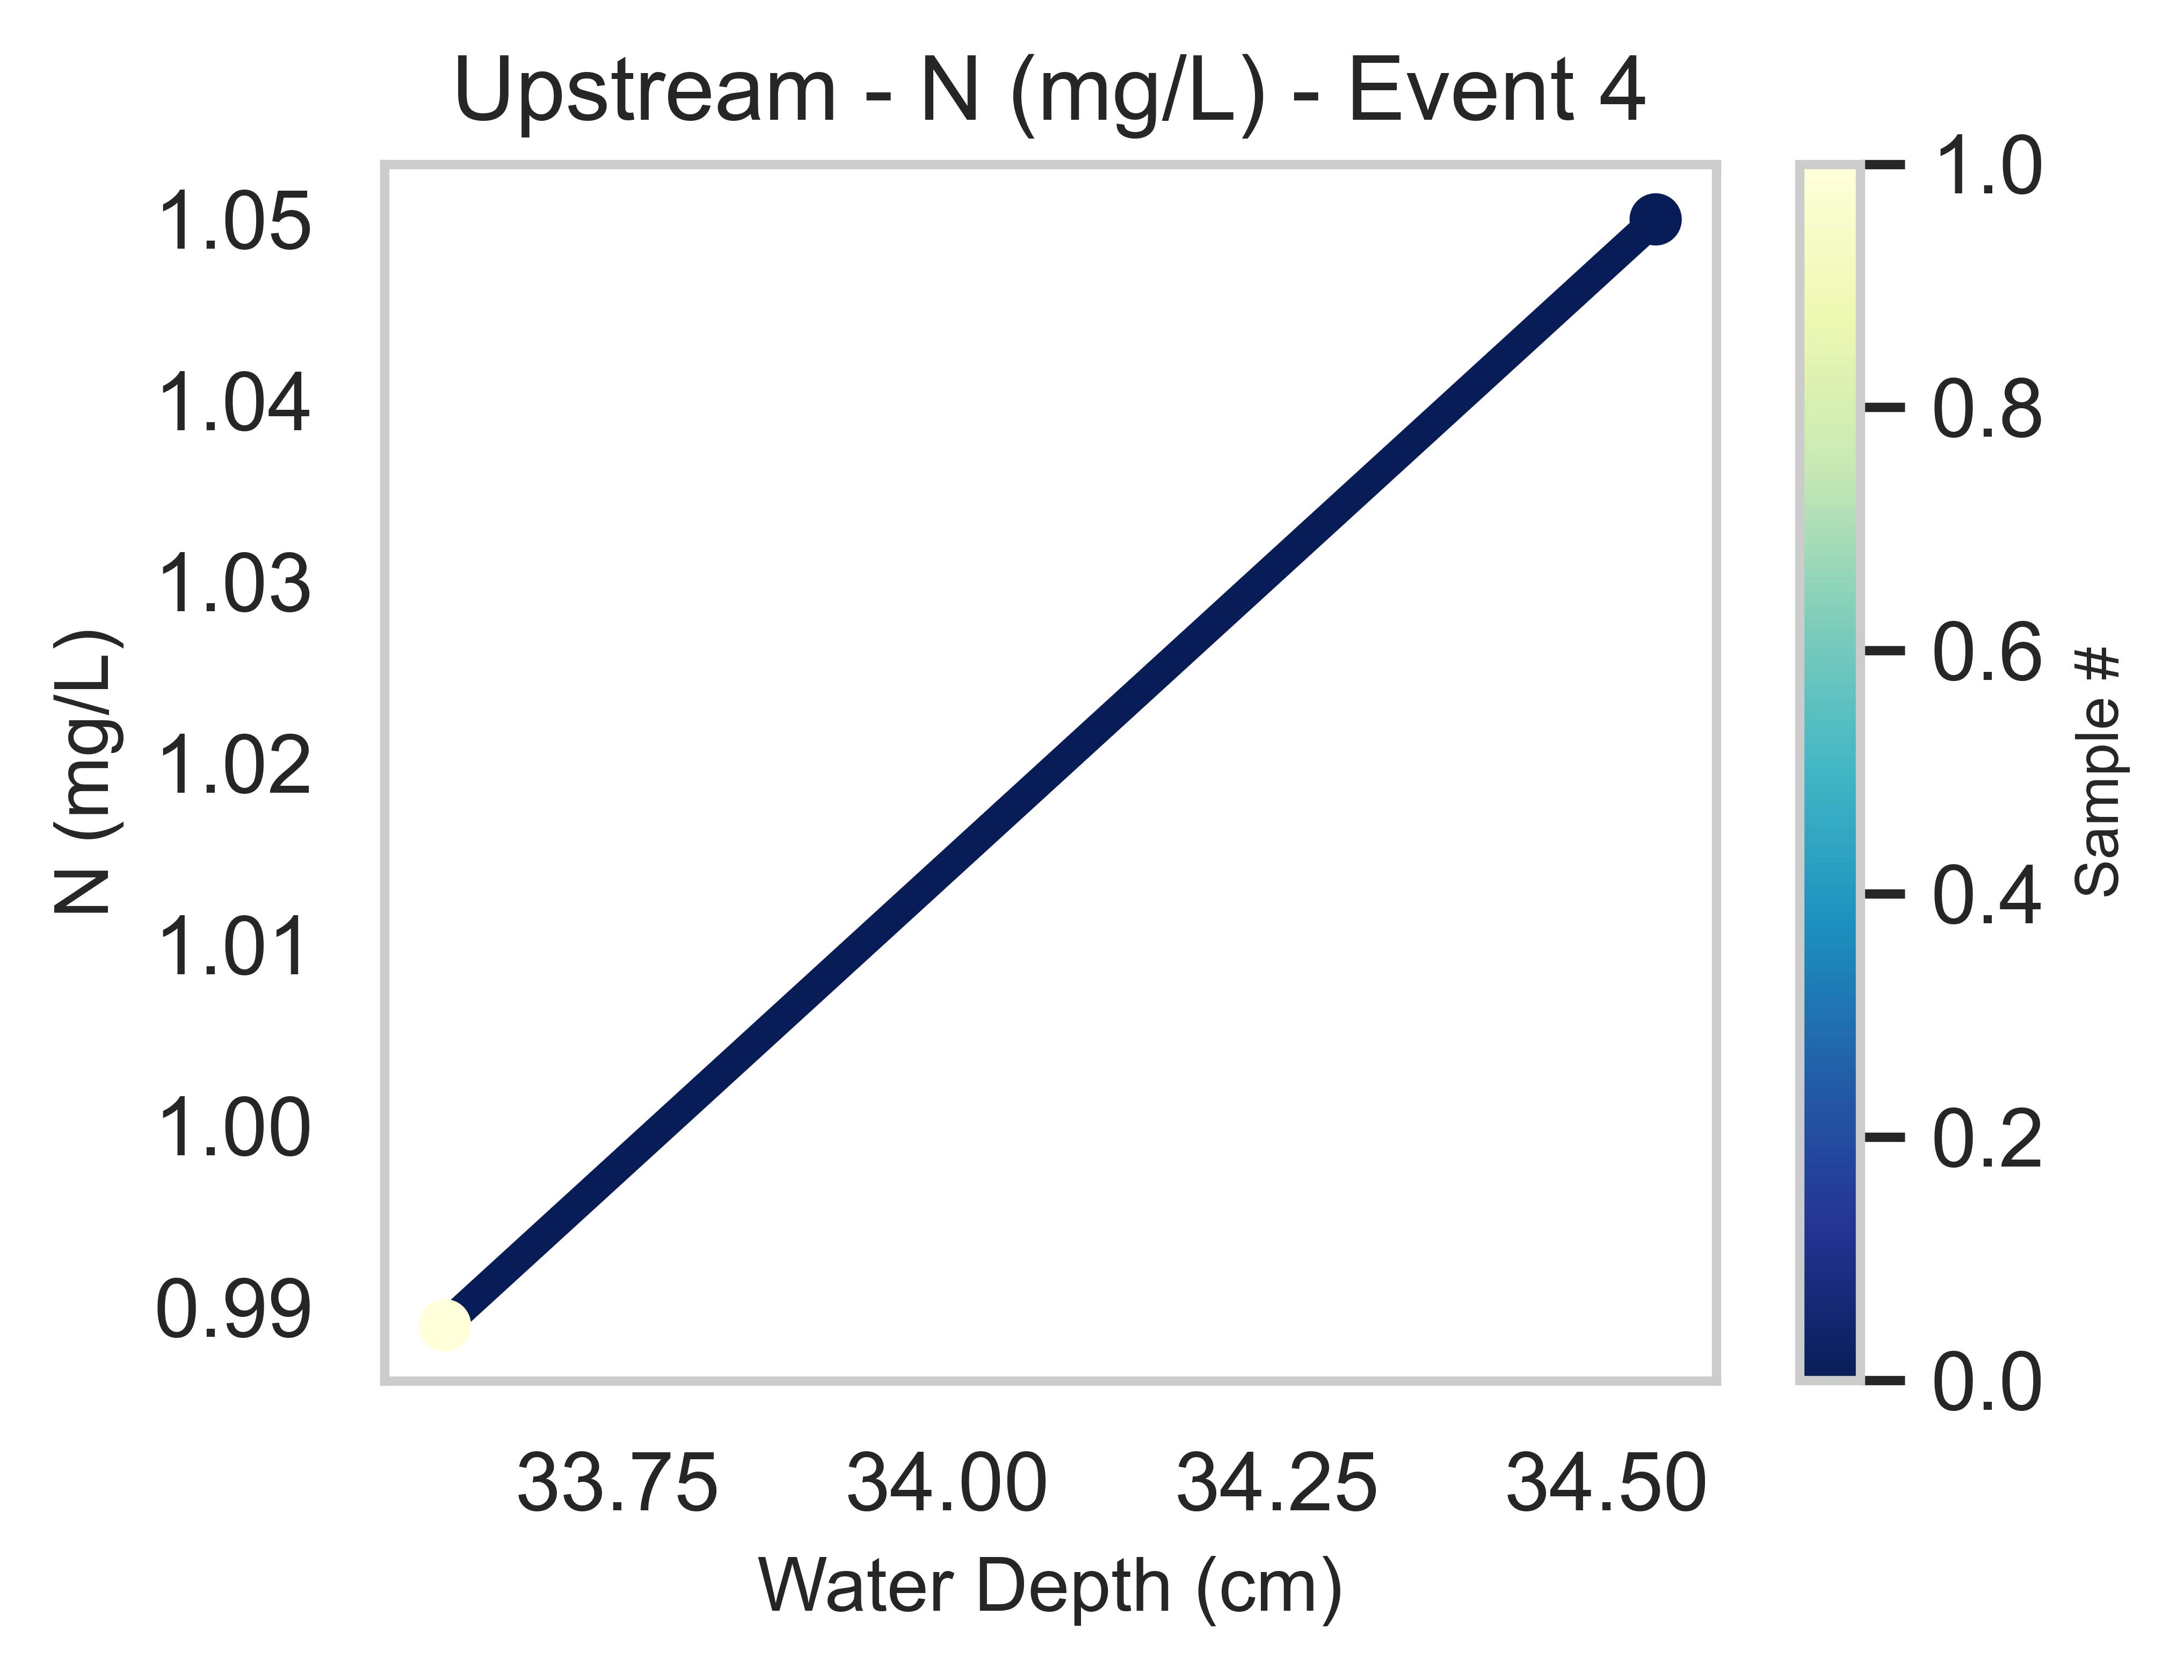 Upstream - N (mg/L) - Event 4
1.05
1.04
1.03
1.02
1.01
1.00
0.99
N (mg/L)
33.75 34.00 34.25 34.50
Water Depth (cm)
1.0
0.8
0.6
0.4
0.2
0.0
Sample #